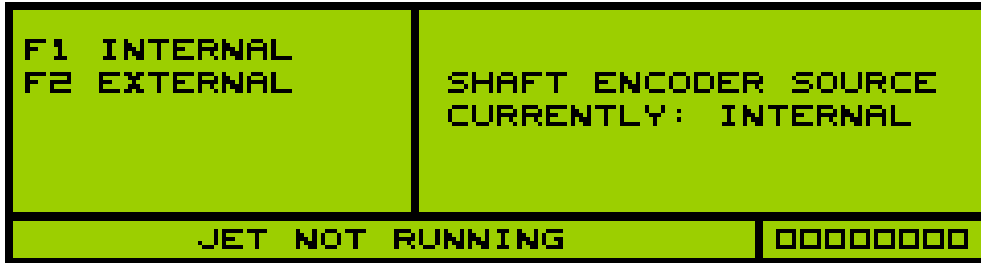 F1 INTERNAL
F2 EXTERNAL
SHAFT ENCODER SOURCE
CURRENTLY: INTERNAL
JET NOT RUNNING
00000000